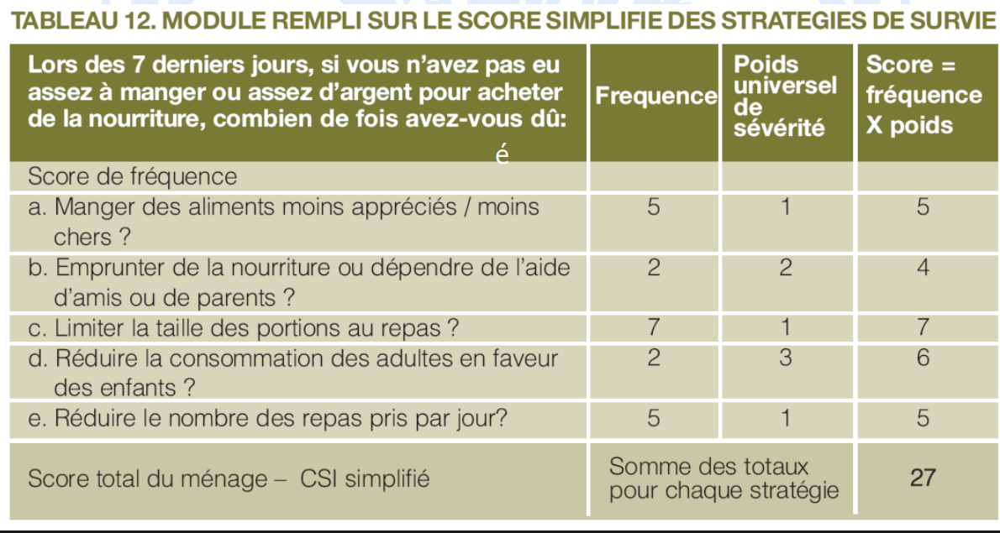 TABLEAU 12. MODULE REMPLI SUR LE SCORE SIMPLIFIE DES STRATEGIES DE SURVIE
Lors des 7 derniers jours, si vous n’avez pas eu
assez à manger ou assez d’argent pour acheter
de la nourriture, combien de fois avez-vous dû:
é
Frequence
Poids
universel
de
sévérité
Score =
fréquence
X poids
Score de fréquence
a. Manger des aliments moins appréciés / moins
chers ?
5 1 5
b. Emprunter de la nourriture ou dépendre de l’aide
d’amis ou de parents ?
2 2 4
c. Limiter la taille des portions au repas ? 7 1 7
d. Réduire la consommation des adultes en faveur
des enfants ?
2 3 6
e. Réduire le nombre des repas pris par jour? 5 1 5
Score total du ménage – CSI simplifié
Somme des totaux
pour chaque stratégie
27